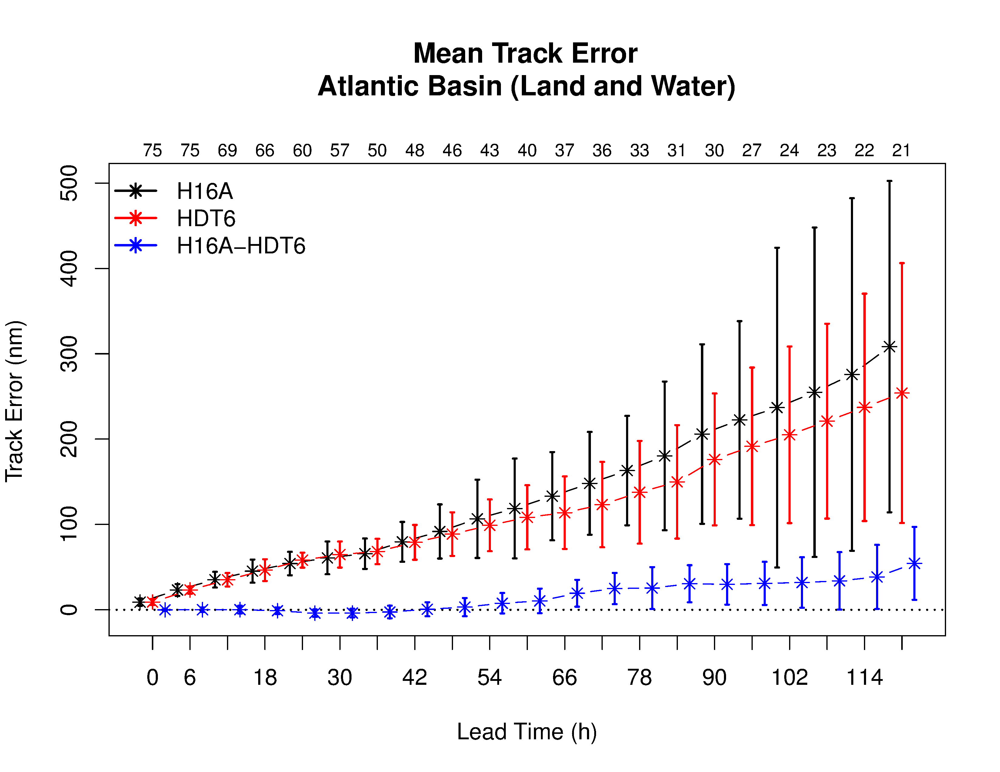 Mean Track Error
Atlantic Basin (Land and Water)
75 75 69 66 60 57 50 48 46 43 40 37 36 33 31 30 27 24 23 22 21
H16A
HDT6
H16A−HDT6
Track Error (nm)
500
400
300
200
100
0
0 6 18 30 42 54 66 78 90 102 114
Lead Time (h)